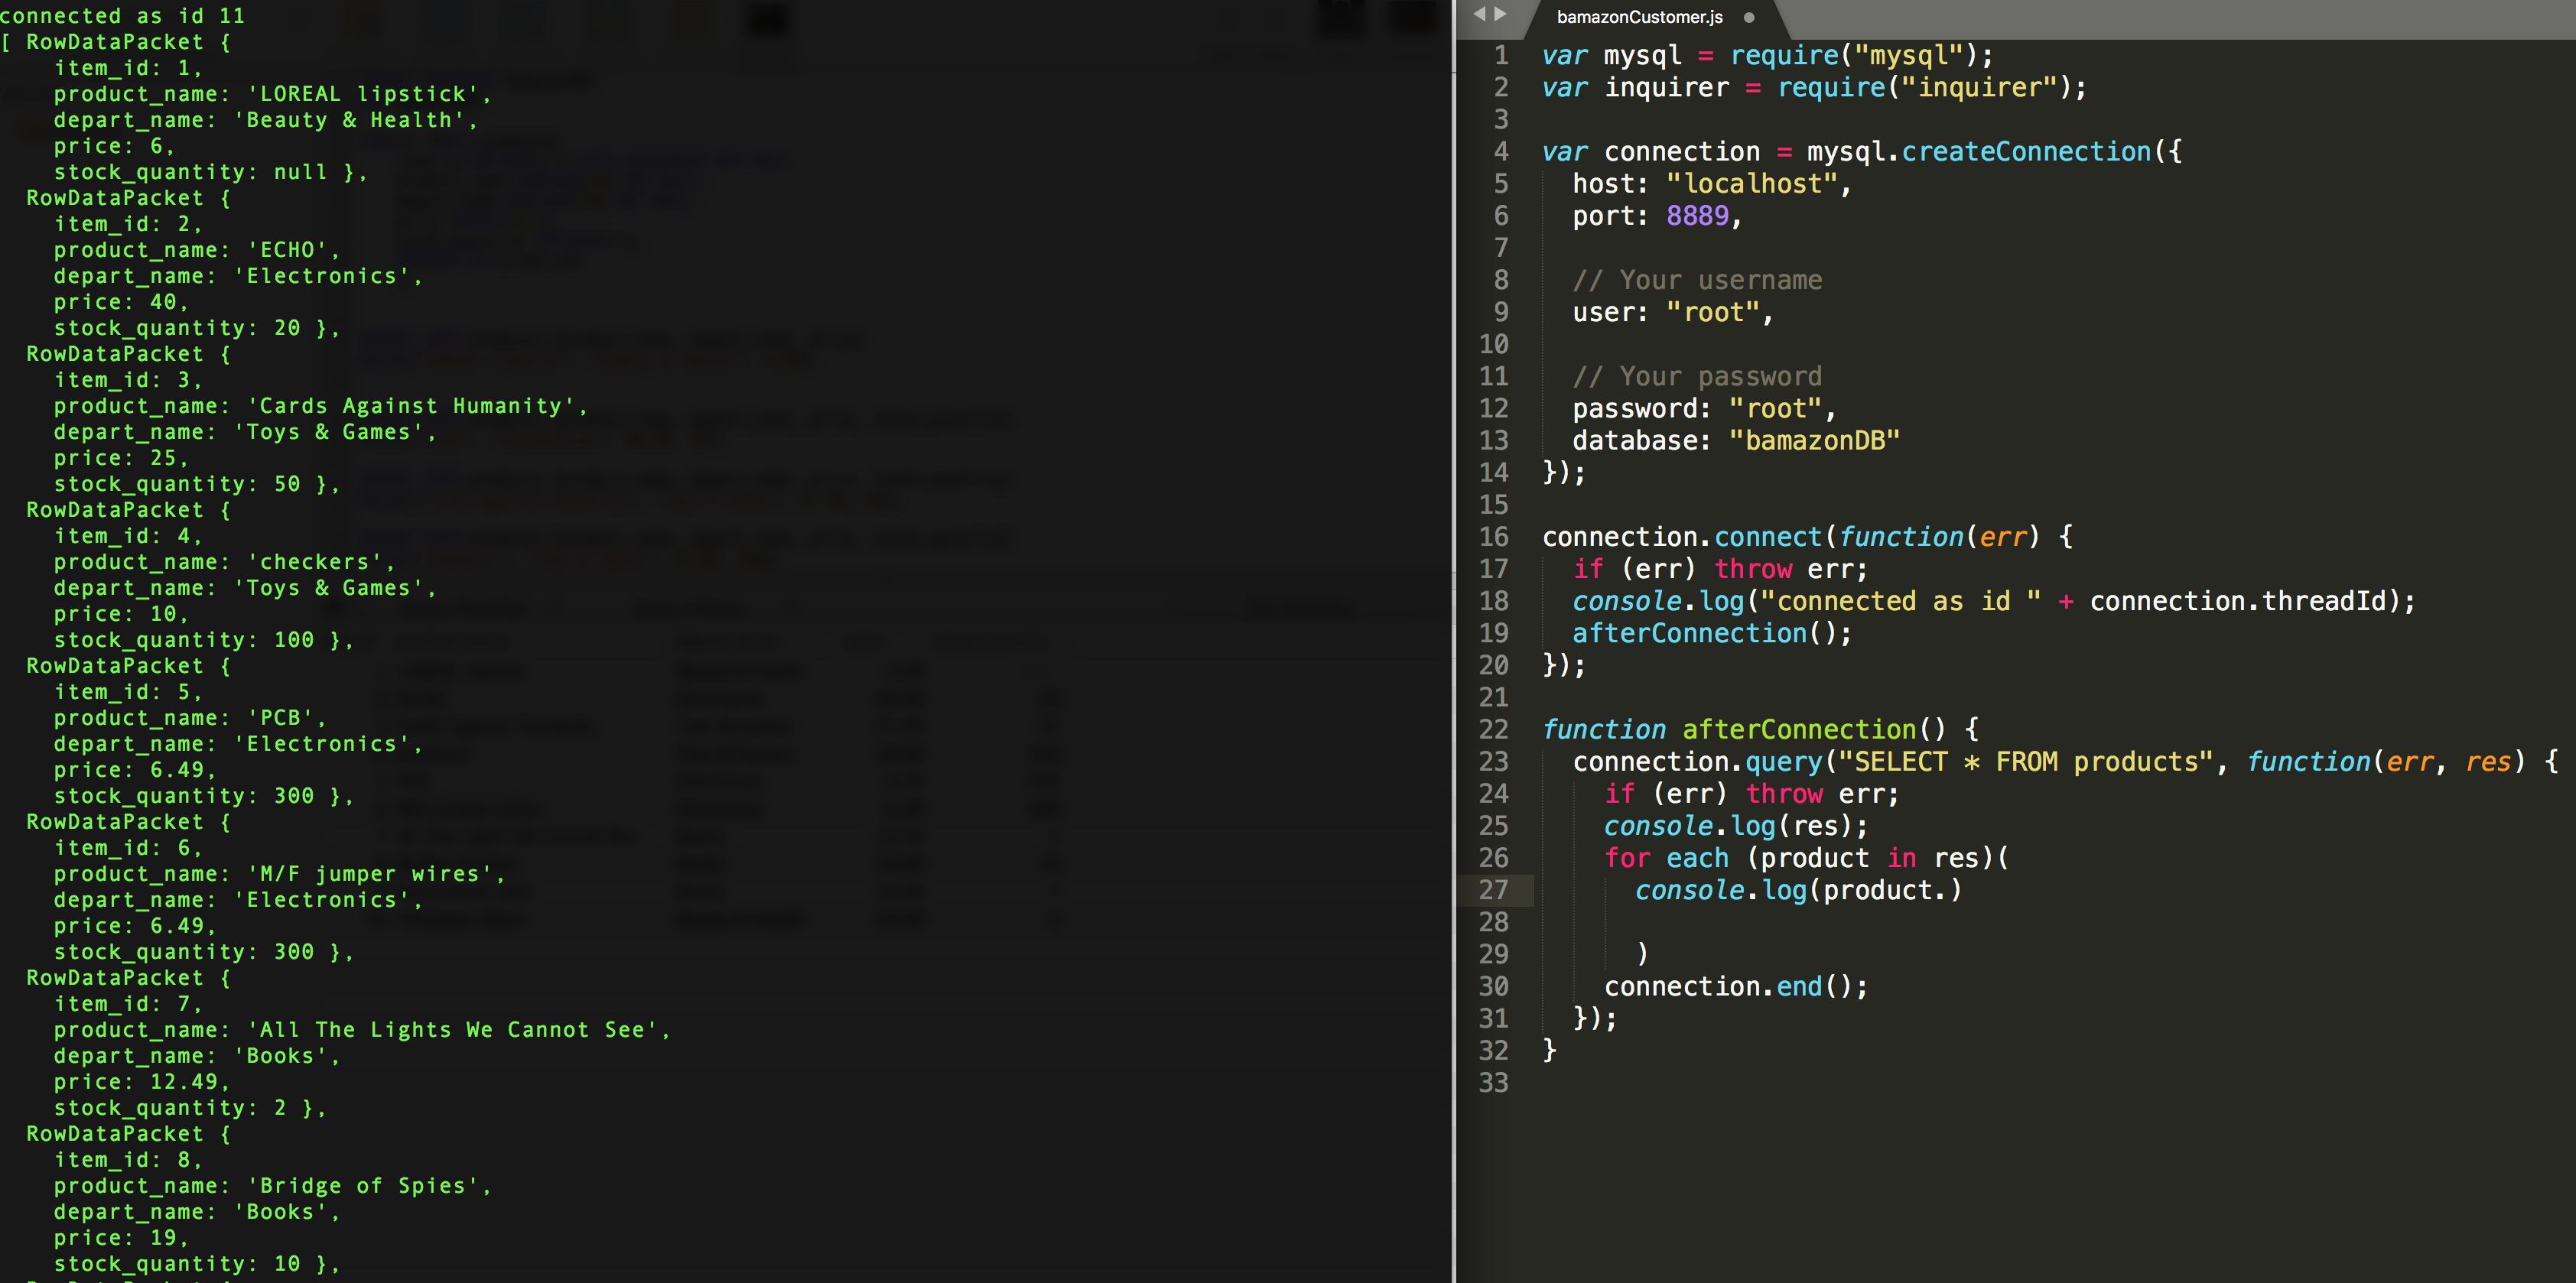 connected as id 11
[ RowDataPacket {
    item_id: 1,
    product_name: 'LOREAL lipstick',
    depart_name: 'Beauty & Health',
    price: 6,
    stock_quantity: null },
  RowDataPacket {
    item_id: 2,
    product_name: 'ECHO',
    depart_name: 'Electronics',
    price: 40,
    stock_quantity: 20 },
  RowDataPacket {
    item_id: 3,
    product_name: 'Cards Against Humanity',
    depart_name: 'Toys & Games',
    price: 25,
    stock_quantity: 50 },
  RowDataPacket {
    item_id: 4,
    product_name: 'checkers',
    depart_name: 'Toys & Games',
    price: 10,
    stock_quantity: 100 },
  RowDataPacket {
    item_id: 5,
    product_name: 'PCB',
    depart_name: 'Electronics',
    price: 6.49,
    stock_quantity: 300 },
  RowDataPacket {
    item_id: 6,
    product_name: 'M/F jumper wires',
    depart_name: 'Electronics',
    price: 6.49,
    stock_quantity: 300 },
  RowDataPacket {
    item_id: 7,
    product_name: 'All The Lights We Cannot See',
    depart_name: 'Books',
    price: 12.49,
    stock_quantity: 2 },
  RowDataPacket {
    item_id: 8,
    product_name: 'Bridge of Spies',
    depart_name: 'Books',
    price: 19,
    stock_quantity: 10 },
bamazonCustomer.js
1 var mysql = require("mysql");
2 var inquirer = require("inquirer");
3
4 var connection = mysql.createConnection({
5   host: "localhost",
6   port: 8889,
7
8   // Your username
9   user: "root",
10
11   // Your password
12   password: "root",
13   database: "bamazonDB"
14 });
15
16 connection.connect(function(err) {
17   if (err) throw err;
18   console.log("connected as id " + connection.threadId);
19   afterConnection();
20 });
21
22 function afterConnection() {
23   connection.query("SELECT * FROM products", function(err, res) {
24     if (err) throw err;
25     console.log(res);
26     for each (product in res)(
27       console.log(product.)
28
29       )
30     connection.end();
31   });
32 }
33